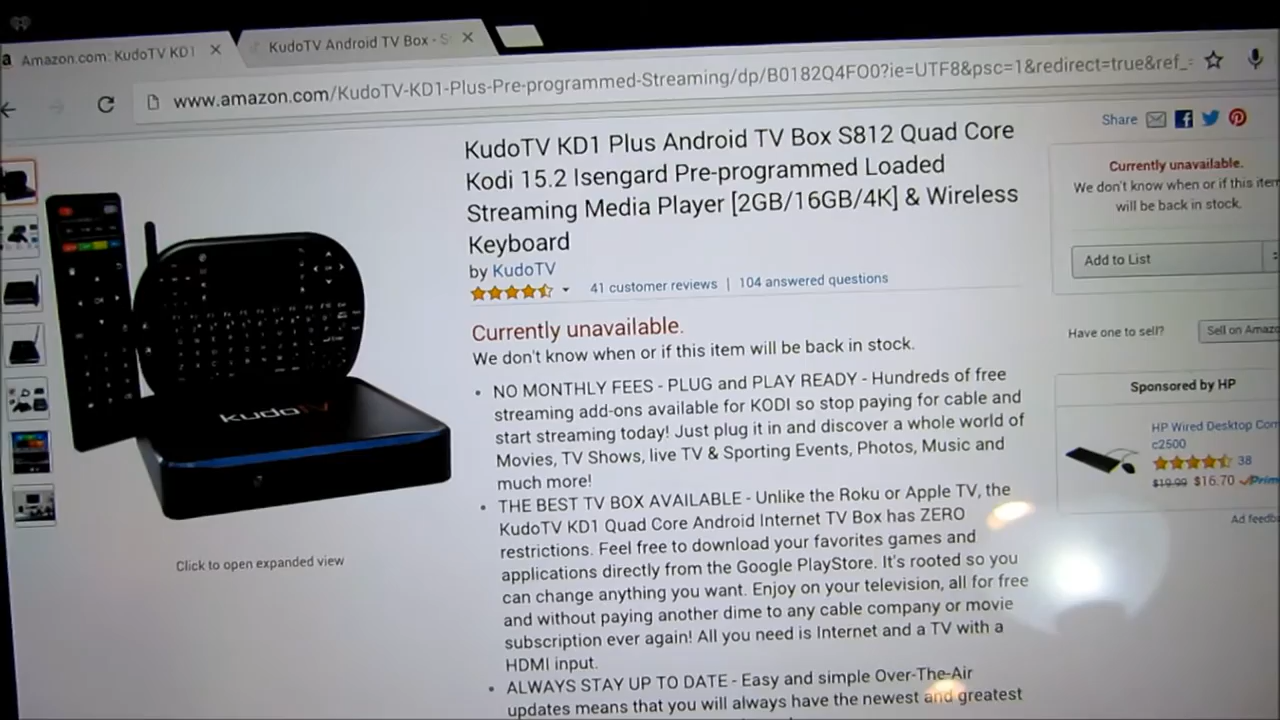 a Amazon.com: KudoTV KD1
KudoTV Android TV Box - S
www.amazon.com/KudoTV-KD1-Plus-Pre-programmed-Streaming/dp/B0182Q4FO0?ie=UTF8&psc=1&redirect=true&ref_=
KudoTV KD1 Plus Android TV Box S812 Quad Core
Kodi 15.2 Isengard Pre-programmed Loaded
Streaming Media Player [2GB/16GB/4K] & Wireless
Keyboard
by KudoTV
41 customer reviews | 104 answered questions
Currently unavailable.
We don't know when or if this item will be back in stock.
• NO MONTHLY FEES - PLUG and PLAY READY - Hundreds of free
streaming add-ons available for KODI so stop paying for cable and
start streaming today! Just plug it in and discover a whole world of
Movies, TV Shows, live TV & Sporting Events, Photos, Music and
much more!
• THE BEST TV BOX AVAILABLE - Unlike the Roku or Apple TV, the
KudoTV KD1 Quad Core Android Internet TV Box has ZERO
restrictions. Feel free to download your favorites games and
applications directly from the Google PlayStore. It's rooted so you
can change anything you want. Enjoy on your television, all for free
and without paying another dime to any cable company or movie
subscription ever again! All you need is Internet and a TV with a
HDMI input.
• ALWAYS STAY UP TO DATE - Easy and simple Over-The-Air
updates means that you will always have the newest and greatest
kudoTV
Click to open expanded view
Share
Currently unavailable.
We don't know when or if this item
will be back in stock.
Add to List
Have one to sell?
Sell on Amazo
Sponsored by HP
HP Wired Desktop Com
c2500
38
$19.99 $16.70 Prim
Ad feedba